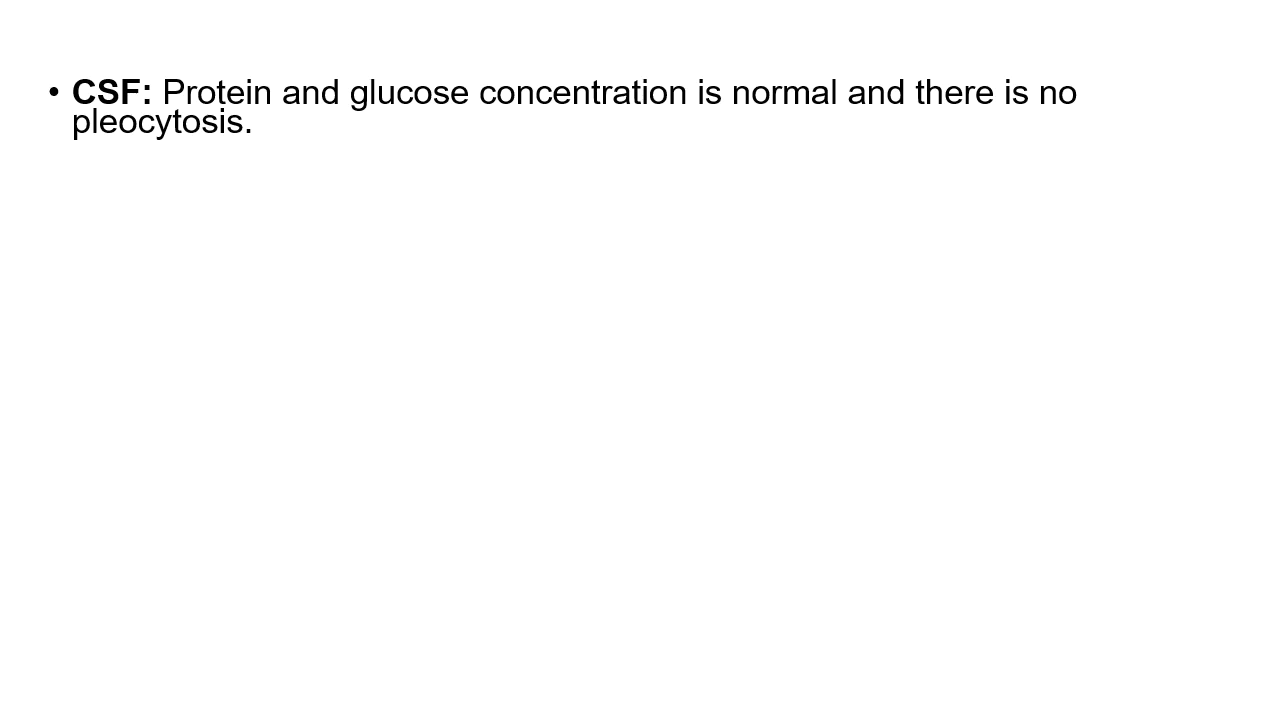 • CSF: Protein and glucose concentration is normal and there is no
pleocytosis.